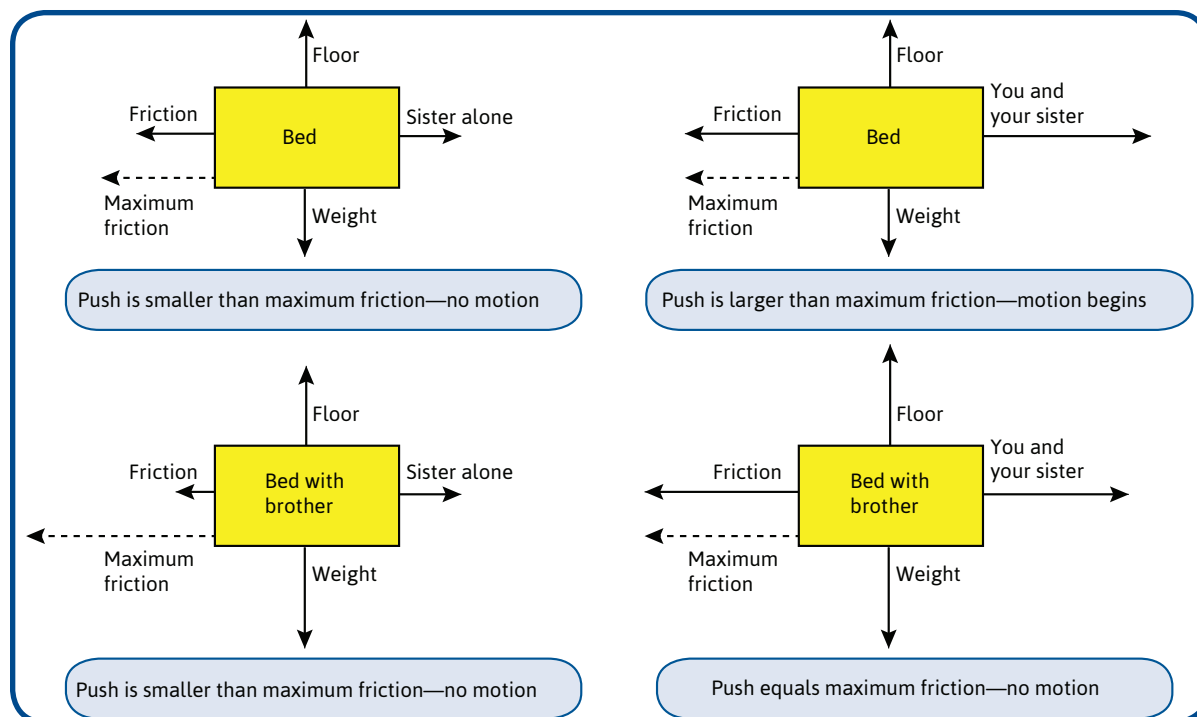 Floor
Friction
Sister alone
Bed
Maximum
friction
Weight
Push is smaller than maximum friction—no motion
Floor
You and
your sister
Friction
Bed
Maximum
friction
Weight
Push is larger than maximum friction—motion begins
Floor
Friction
Sister alone
Bed with
brother
Maximum
friction
Weight
Push is smaller than maximum friction—no motion
Floor
You and
your sister
Friction
Bed with
brother
Maximum
friction
Weight
Push equals maximum friction—no motion